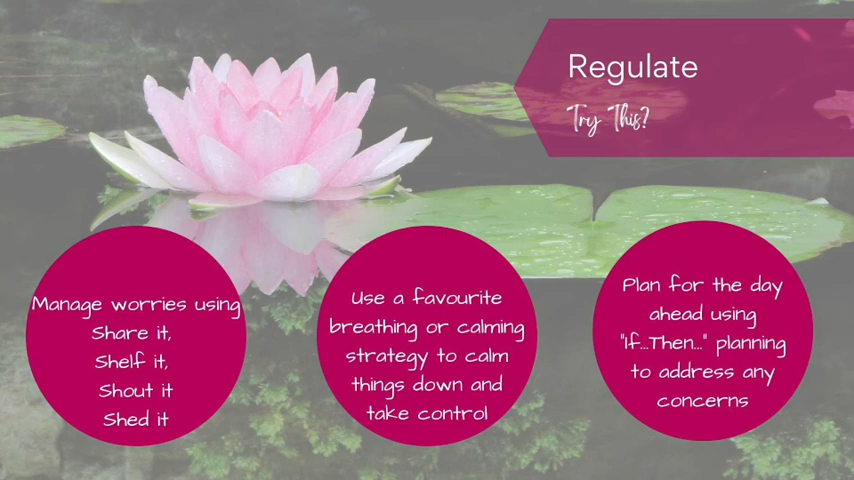 Regulate
Try This?
Manage worries using
Share it,
Shelf it,
Shout it
Shed it
Use a favourite
breathing or calming
strategy to calm
things down and
take control
Plan for the day
ahead using
"If...Then..." planning
to address any
concerns